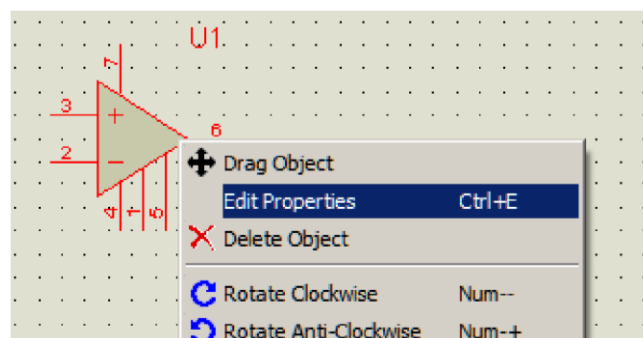 U1
7
3
+
6
2
−
Drag Object
Edit Properties Ctrl+E
4 1 5
Delete Object
Rotate Clockwise Num--
Rotate Anti-Clockwise Num-+